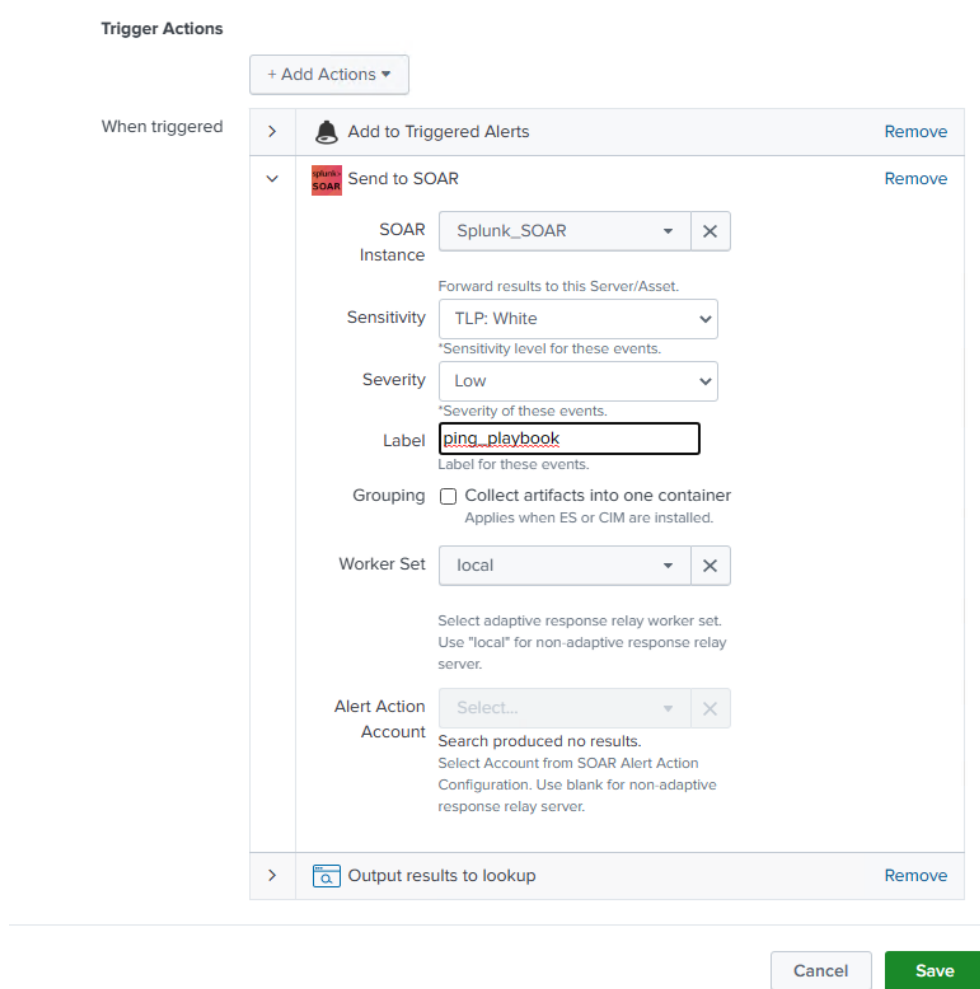 Trigger Actions
+ Add Actions
When triggered
Add to Triggered Alerts
Remove
splunk>
SOAR
Send to SOAR
Remove
SOAR
Instance
Splunk_SOAR
Forward results to this Server/Asset.
Sensitivity
TLP: White
*Sensitivity level for these events.
Severity
Low
*Severity of these events.
Label
ping_playbook
Label for these events.
Grouping
Collect artifacts into one container
Applies when ES or CIM are installed.
Worker Set
local
Select adaptive response relay worker set.
Use "local" for non-adaptive response relay
server.
Alert Action
Account
Select...
Search produced no results.
Select Account from SOAR Alert Action
Configuration. Use blank for non-adaptive
response relay server.
Output results to lookup
Remove
Cancel
Save